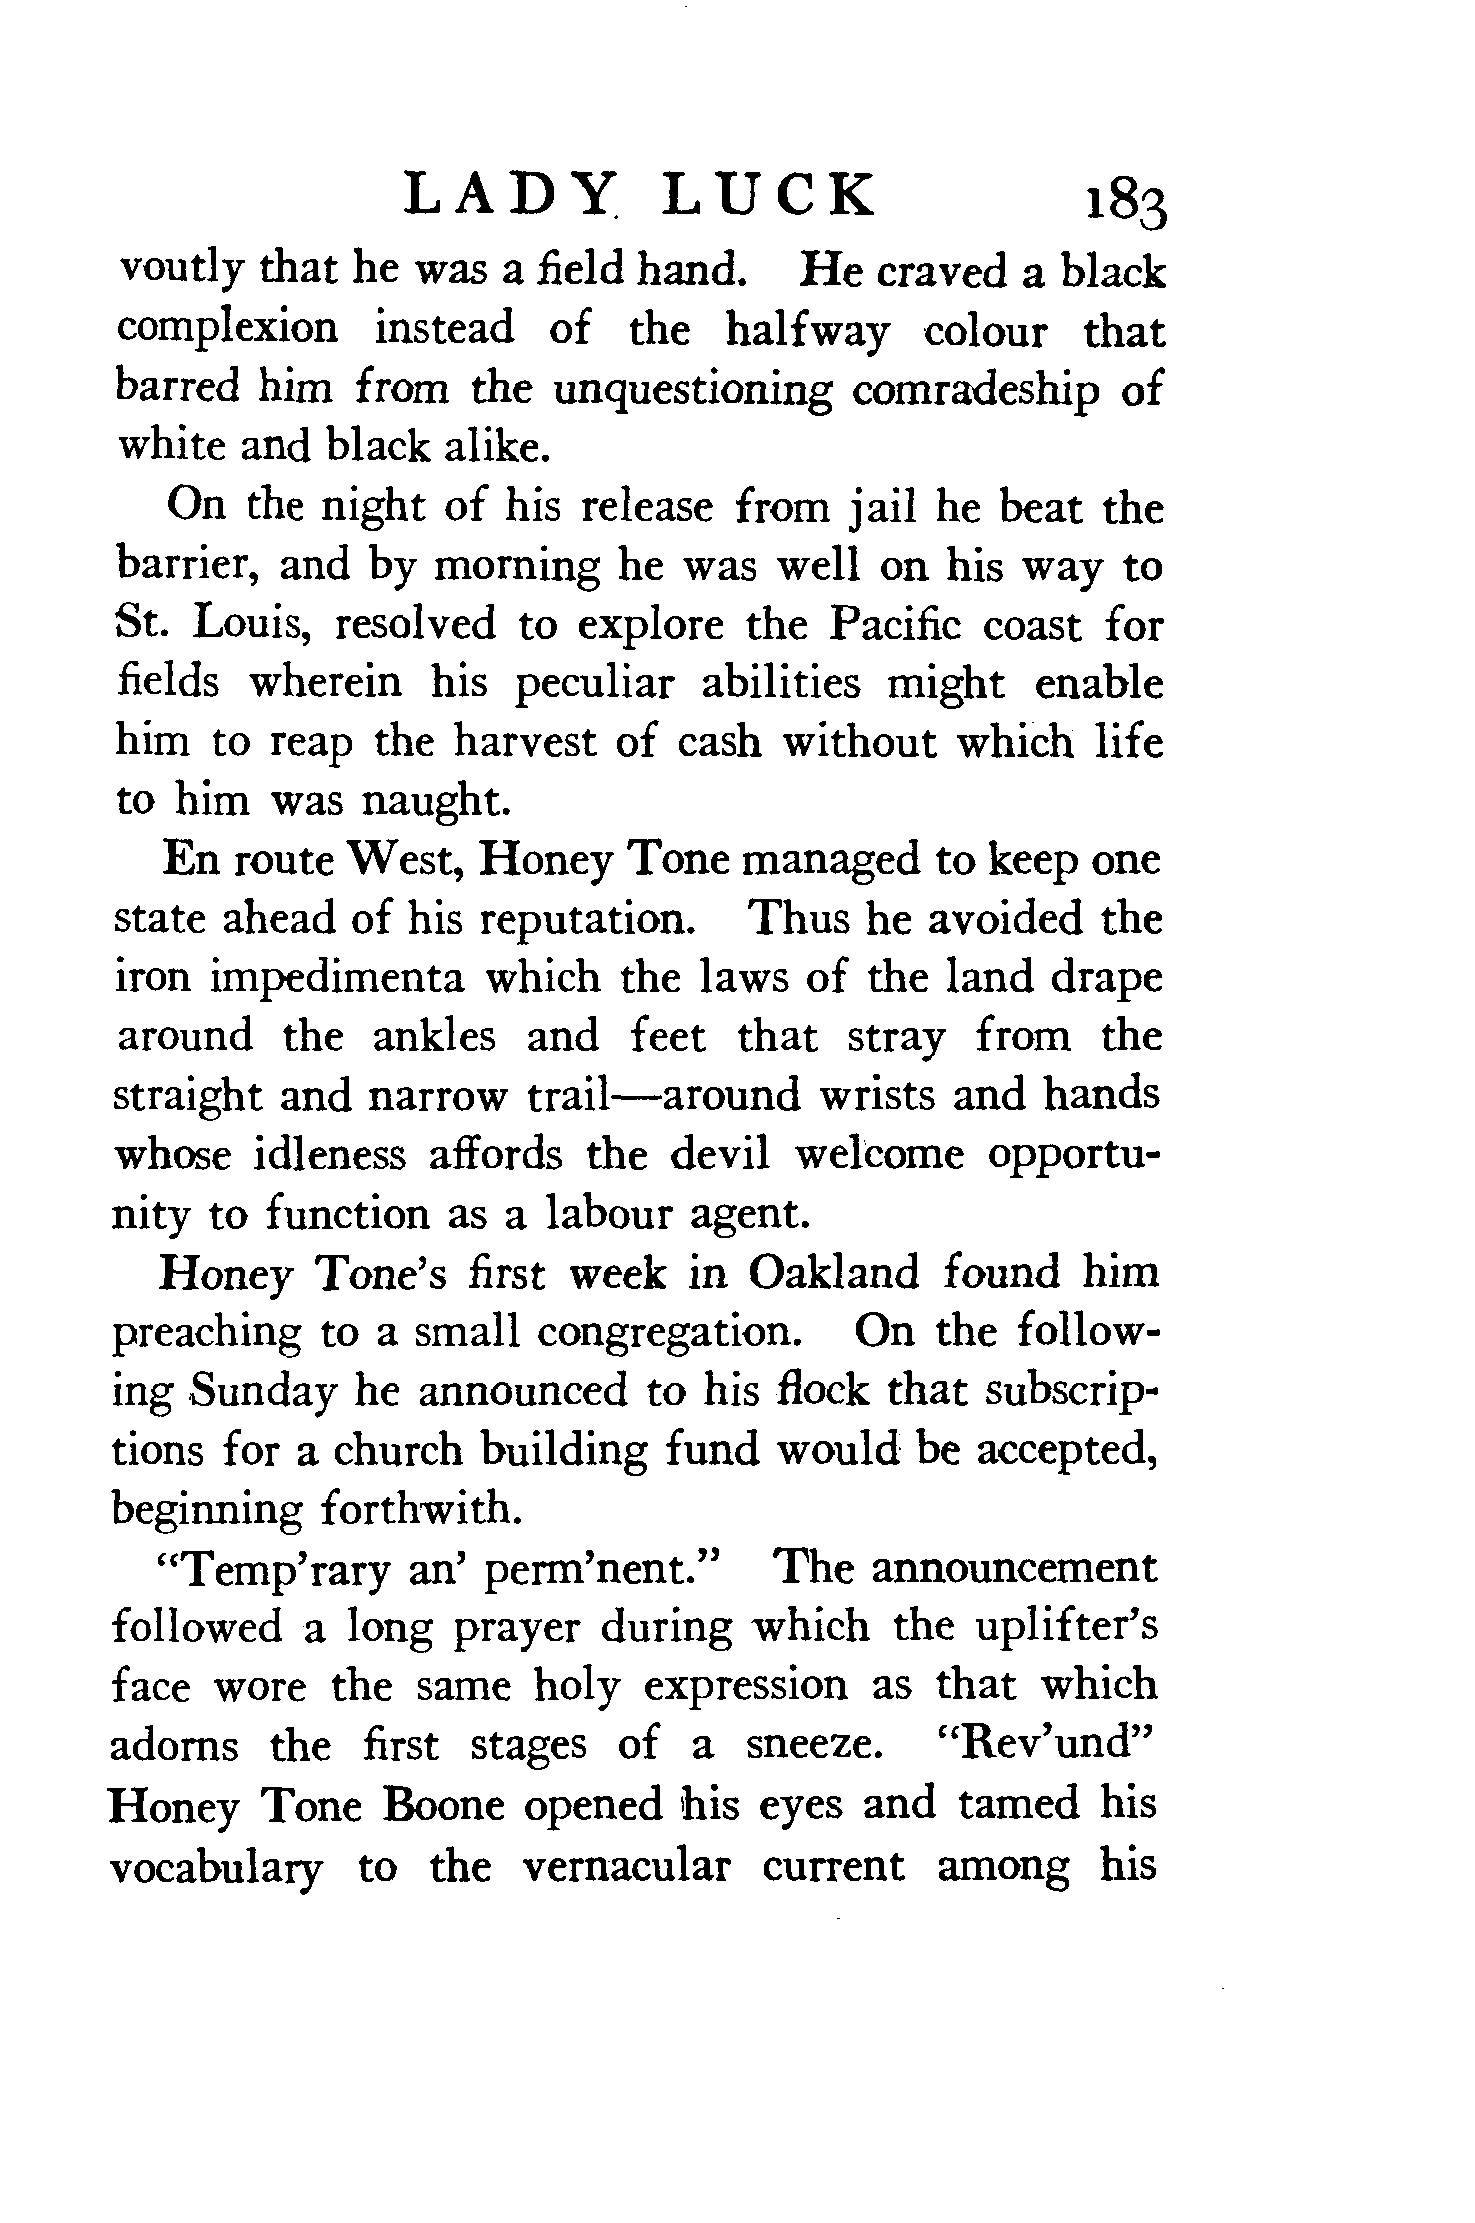 LADY LUCK 183
voutly that he was a field hand. He craved a black
complexion instead of the halfway colour that
barred him from the unquestioning comradeship of
white and black alike.
On the night of his release from jail he beat the
barrier, and by morning he was well on his way to
St. Louis, resolved to explore the Pacific coast for
fields wherein his peculiar abilities might enable
him to reap the harvest of cash without which life
to him was naught.
En route West, Honey Tone managed to keep one
state ahead of his reputation. Thus he avoided the
iron impedimenta which the laws of the land drape
around the ankles and feet that stray from the
straight and narrow trail—around wrists and hands
whose idleness affords the devil welcome opportu-
nity to function as a labour agent.
Honey Tone's first week in Oakland found him
preaching to a small congregation. On the follow-
ing Sunday he announced to his flock that subscrip-
tions for a church building fund would be accepted,
beginning forthwith.
“Temp'rary an' perm'nent.” The announcement
followed a long prayer during which the uplifter's
face wore the same holy expression as that which
adorns the first stages of a sneeze. “Rev'und”
Honey Tone Boone opened his eyes and tamed his
vocabulary to the vernacular current among his